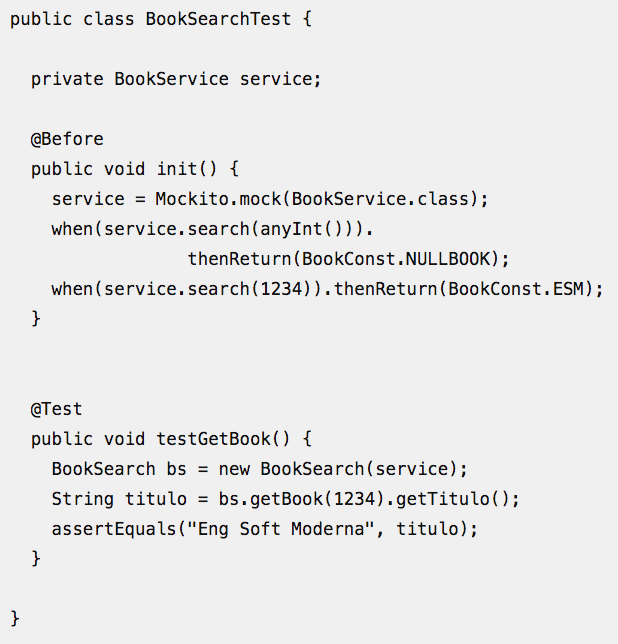 public class BookSearchTest {
  private BookService service;
  @Before
  public void init() {
    service = Mockito.mock(BookService.class);
    when(service.search(anyInt())).
                 thenReturn(BookConst.NULLBOOK);
    when(service.search(1234)).thenReturn(BookConst.ESM);
  }
  @Test
  public void testGetBook() {
    BookSearch bs = new BookSearch(service);
    String titulo = bs.getBook(1234).getTitulo();
    assertEquals("Eng Soft Moderna", titulo);
  }
}